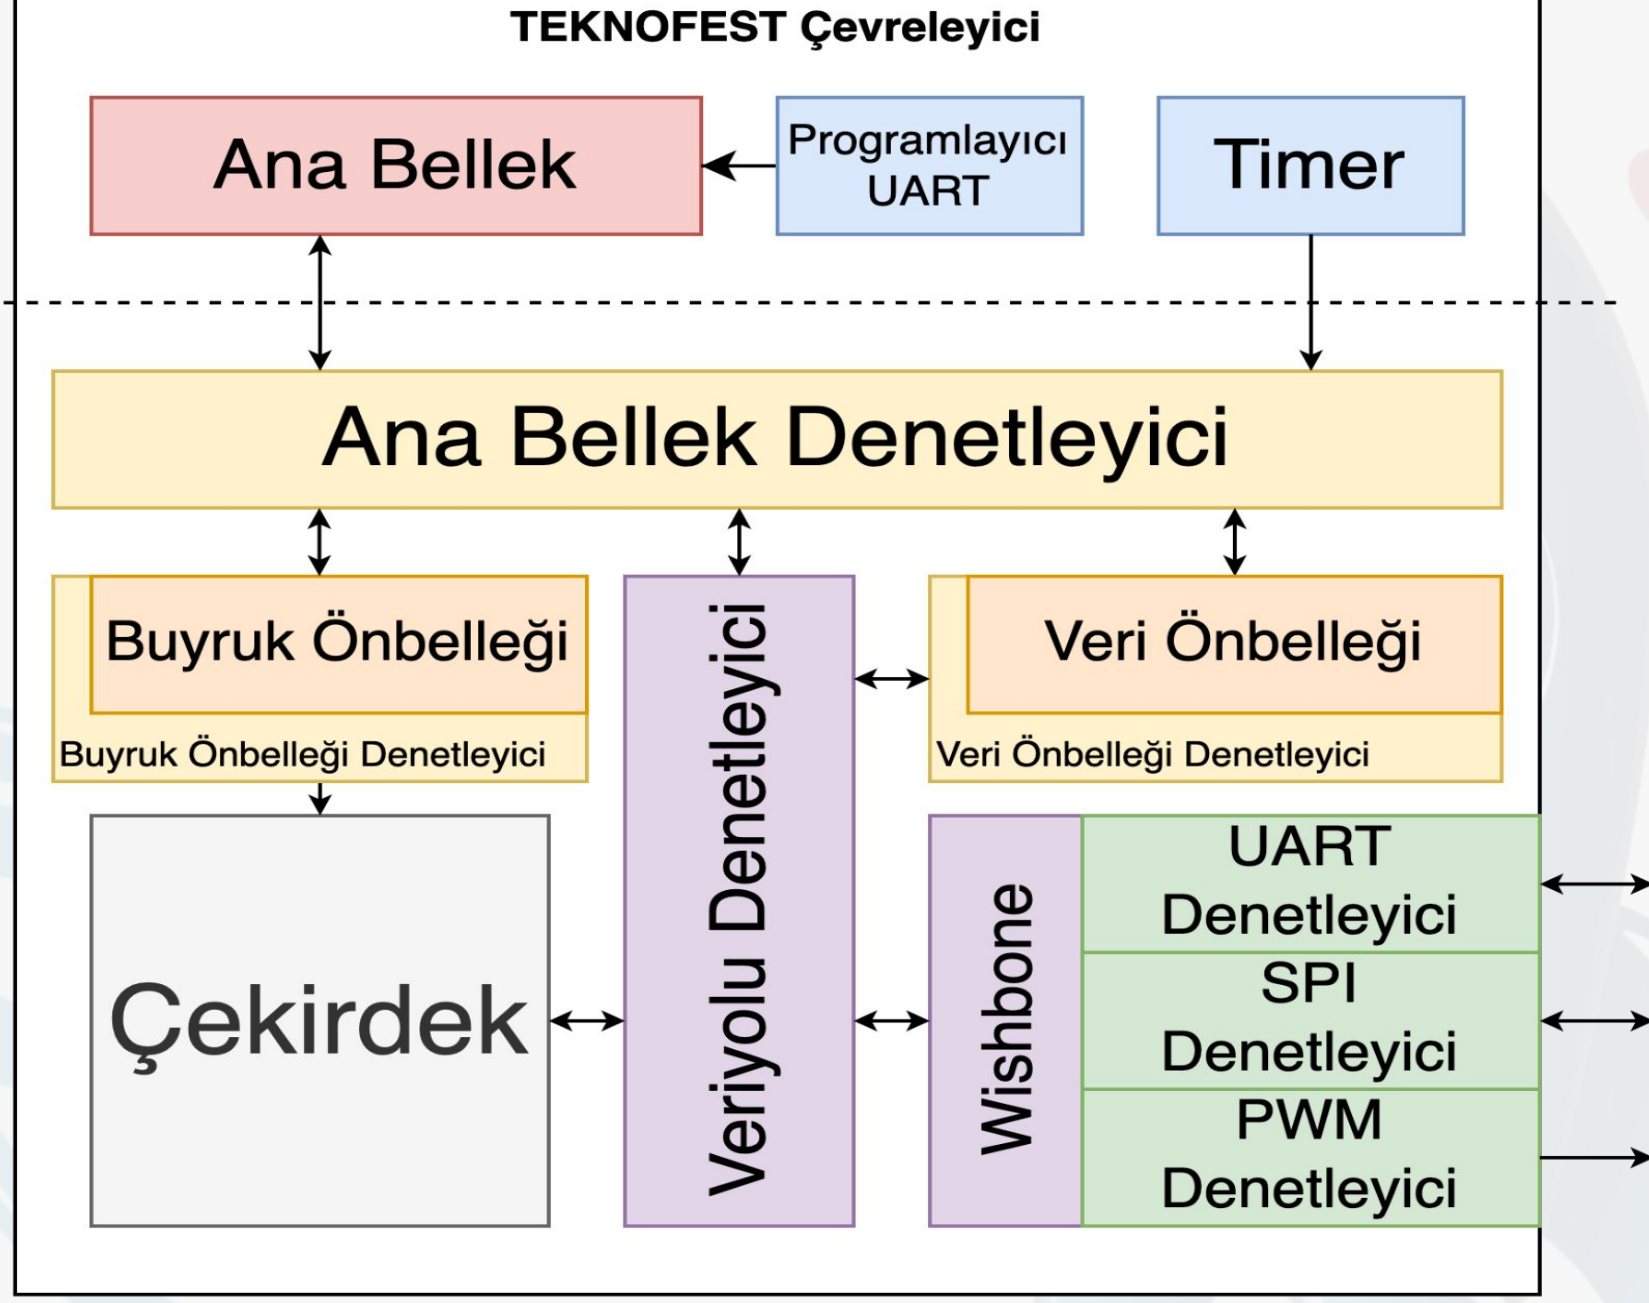 TEKNOFEST Çevreleyici
Ana Bellek
Programlayıcı
UART
Timer
Ana Bellek Denetleyici
Buyruk Önbelleği
Buyruk Önbelleği Denetleyici
Veriyolu Denetleyici
Veri Önbelleği
Veri Önbelleği Denetleyici
Çekirdek
Wishbone
UART
Denetleyici
SPI
Denetleyici
PWM
Denetleyici